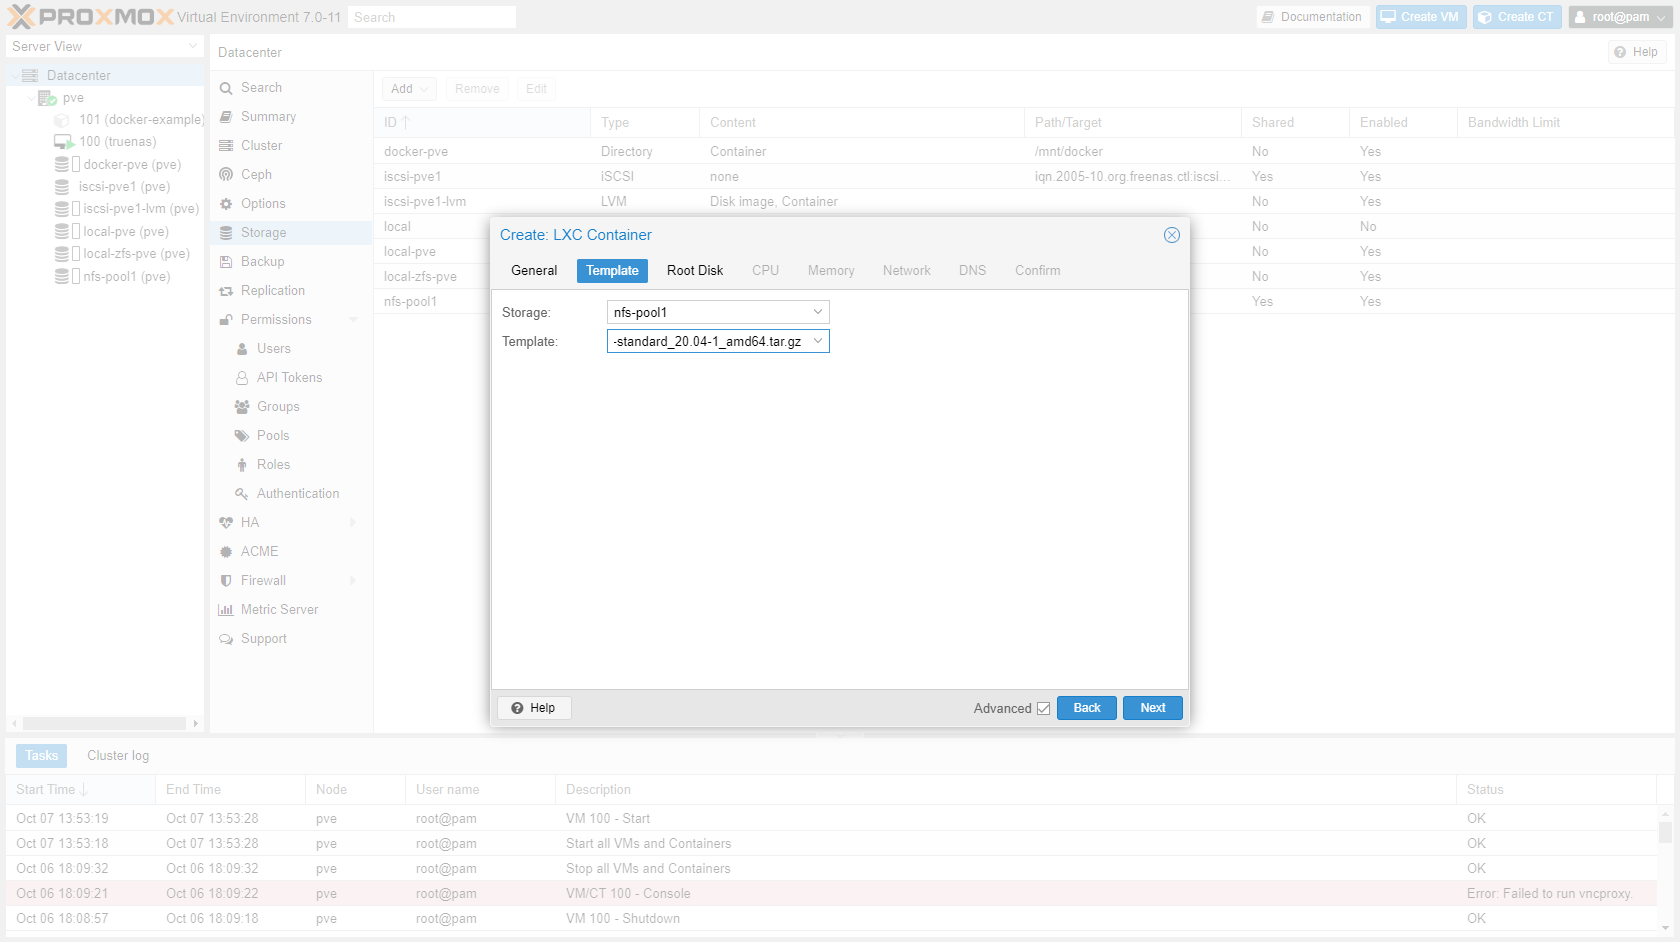 PROXMOX Virtual Environment 7.0-11 Search Documentation Create VM Create CT root@pam
Server View
Datacenter
pve
101 (docker-example)
100 (truenas)
docker-pve (pve)
iscsi-pve1 (pve)
iscsi-pve1-lvm (pve)
local-pve (pve)
local-zfs-pve (pve)
nfs-pool1 (pve)
Datacenter Help
Search
Summary
Cluster
Ceph
Options
Storage
Backup
Replication
Permissions
Users
API Tokens
Groups
Pools
Roles
Authentication
HA
ACME
Firewall
Metric Server
Support
Add Remove Edit
ID Type Content Path/Target Shared Enabled Bandwidth Limit
docker-pve Directory Container /mnt/docker No Yes
iscsi-pve1 iSCSI none iqn.2005-10.org.freenas.ctl:iscsi... Yes Yes
iscsi-pve1-lvm LVM Disk image, Container No Yes
local No No
local-pve No Yes
local-zfs-pve No Yes
nfs-pool1 Yes Yes
Create: LXC Container
General Template Root Disk CPU Memory Network DNS Confirm
Storage: nfs-pool1
Template: -standard_20.04-1_amd64.tar.gz
Help Advanced Back Next
Tasks Cluster log
Start Time End Time Node User name Description Status
Oct 07 13:53:19 Oct 07 13:53:28 pve root@pam VM 100 - Start OK
Oct 07 13:53:18 Oct 07 13:53:28 pve root@pam Start all VMs and Containers OK
Oct 06 18:09:32 Oct 06 18:09:32 pve root@pam Stop all VMs and Containers OK
Oct 06 18:09:21 Oct 06 18:09:22 pve root@pam VM/CT 100 - Console Error: Failed to run vncproxy.
Oct 06 18:08:57 Oct 06 18:09:18 pve root@pam VM 100 - Shutdown OK